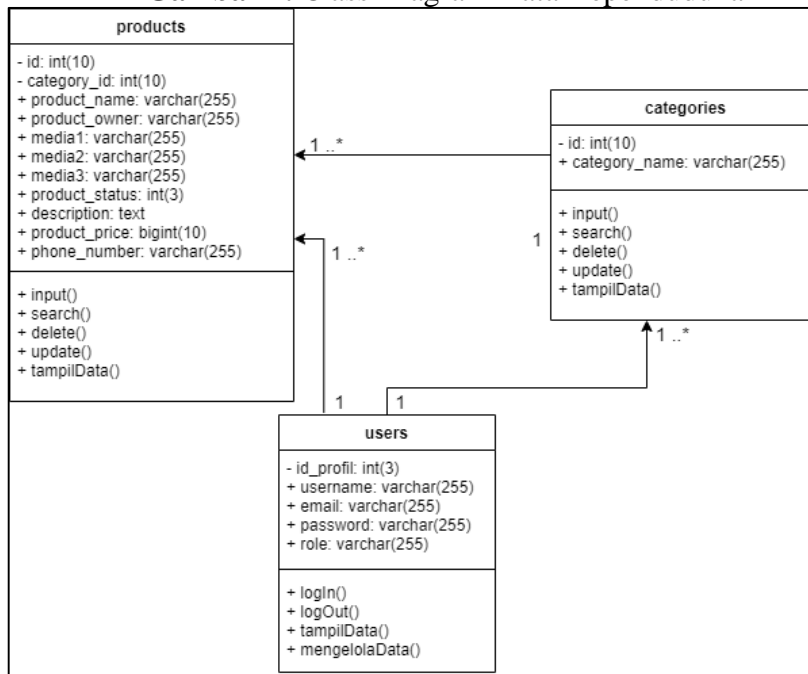 products
- id: int(10)
- category_id: int(10)
+ product_name: varchar(255)
+ product_owner: varchar(255)
+ media1: varchar(255)
+ media2: varchar(255)
+ media3: varchar(255)
+ product_status: int(3)
+ description: text
+ product_price: bigint(10)
+ phone_number: varchar(255)
+ input()
+ search()
+ delete()
+ update()
+ tampilData()
1 ..*
1 ..*
categories
- id: int(10)
+ category_name: varchar(255)
+ input()
+ search()
+ delete()
+ update()
+ tampilData()
1
1 ..*
1
1
users
- id_profil: int(3)
+ username: varchar(255)
+ email: varchar(255)
+ password: varchar(255)
+ role: varchar(255)
+ logIn()
+ logOut()
+ tampilData()
+ mengelolaData()